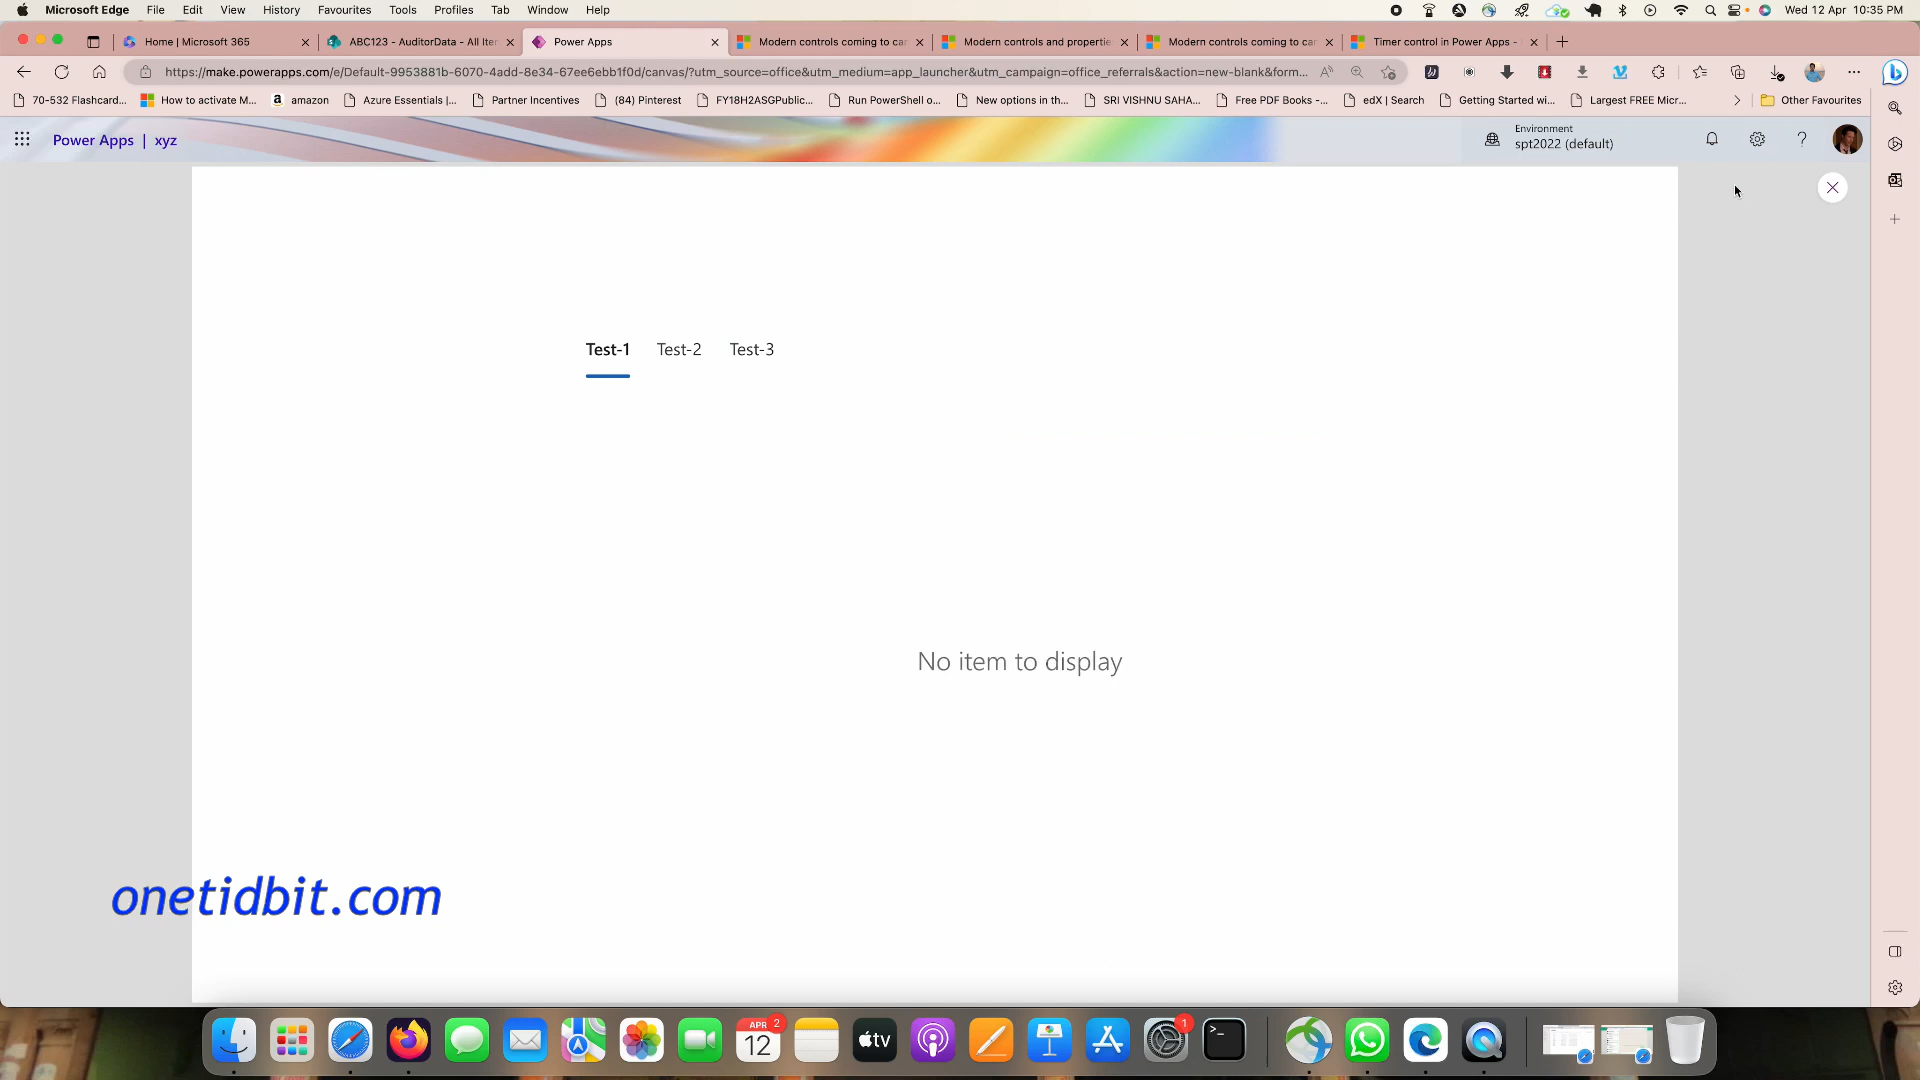 Microsoft Edge File Edit View History Favourites Tools Profiles Tab Window Help Wed 12 Apr 10:35 PM
Home | Microsoft 365 ABC123 - AuditorData - All Iter Power Apps Modern controls coming to car Modern controls and propertie Modern controls coming to car Timer control in Power Apps -
https://make.powerapps.com/e/Default-9953881b-6070-4add-8e34-67ee6ebb1f0d/canvas/?utm_source=office&utm_medium=app_launcher&utm_campaign=office_referrals&action=new-blank&form...
70-532 Flashcard... How to activate M... amazon Azure Essentials |... Partner Incentives (84) Pinterest FY18H2ASGPublic... Run PowerShell o... New options in th... SRI VISHNU SAHA... Free PDF Books -... edX | Search Getting Started wi... Largest FREE Micr... Other Favourites
Power Apps | xyz
Environment
spt2022 (default)
Test-1 Test-2 Test-3
No item to display
onetidbit.com
APR 2
12
tv
1